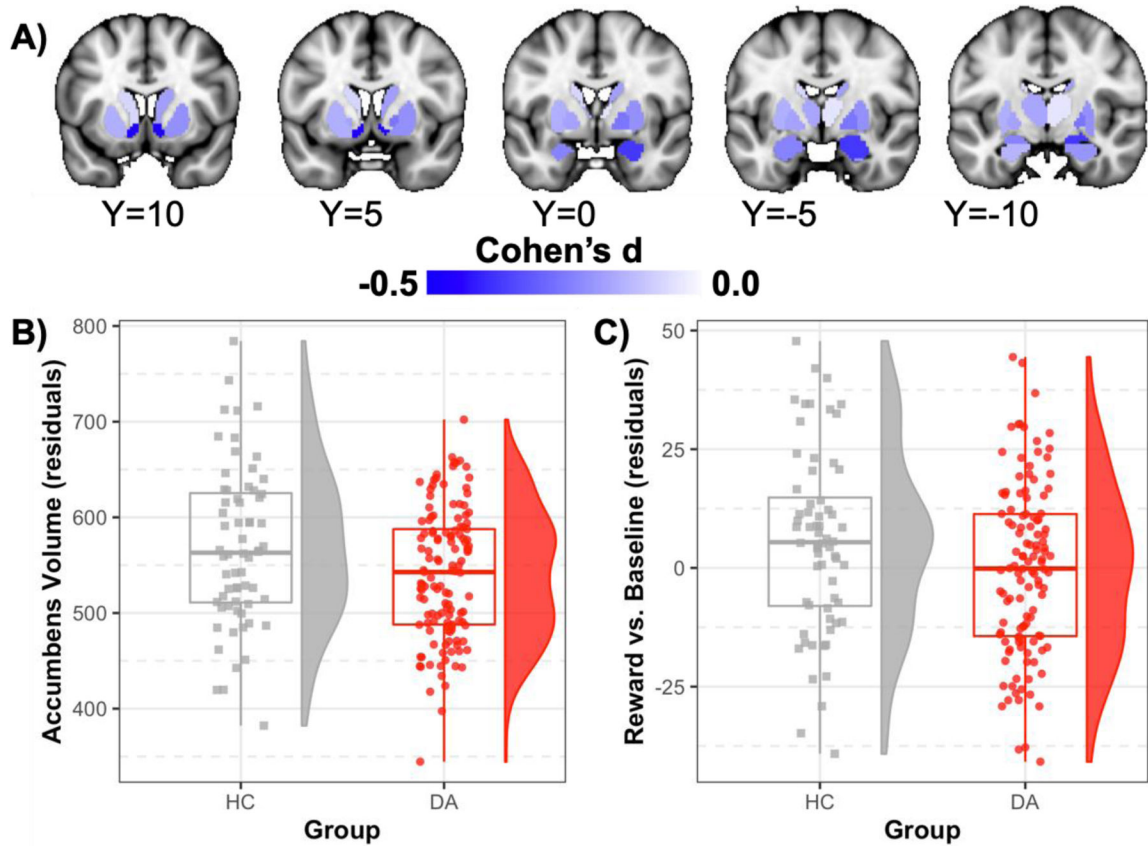 A)
Y=10 Y=5 Y=0 Y=-5 Y=-10
Cohen's d
-0.5 0.0
B)
Accumbens Volume (residuals)
800
700
600
500
400
HC DA
Group
C)
Reward vs. Baseline (residuals)
50
25
0
-25
HC DA
Group